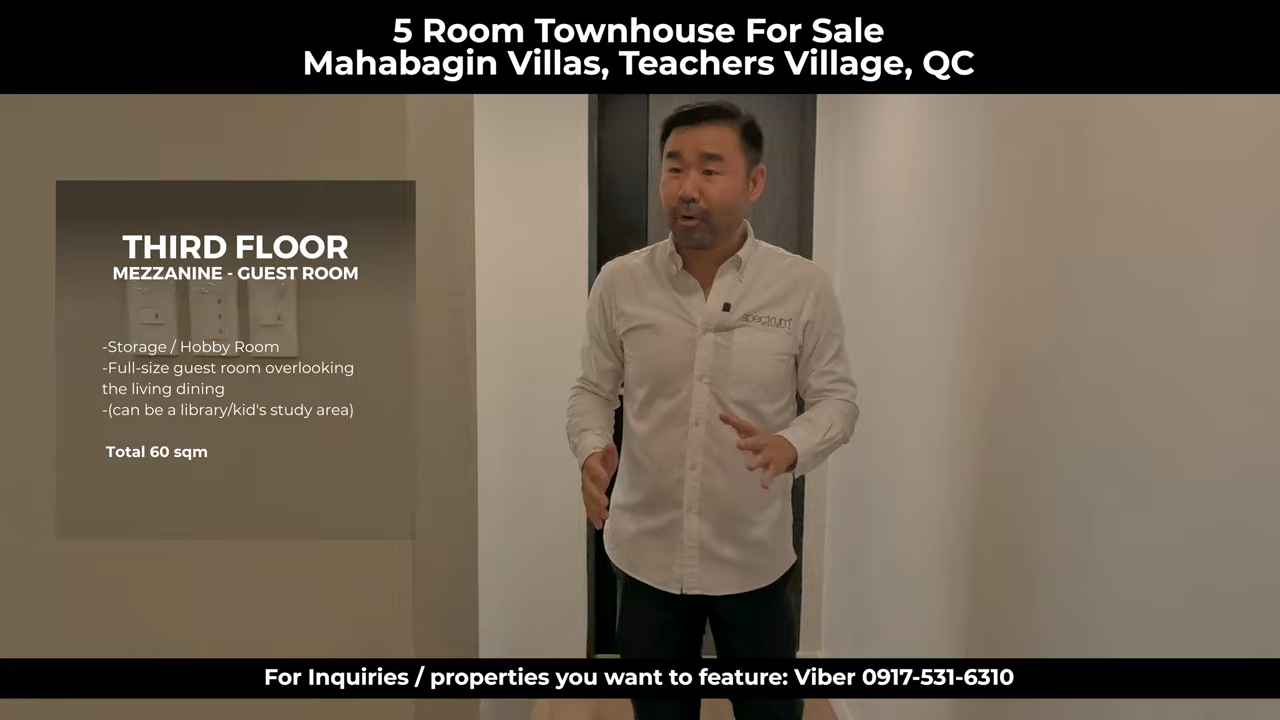 5 Room Townhouse For Sale
Mahabagin Villas, Teachers Village, QC
THIRD FLOOR
MEZZANINE - GUEST ROOM
-Storage / Hobby Room
-Full-size guest room overlooking
the living dining
-(can be a library/kid's study area)
Total 60 sqm
spectrum
For Inquiries / properties you want to feature: Viber 0917-531-6310